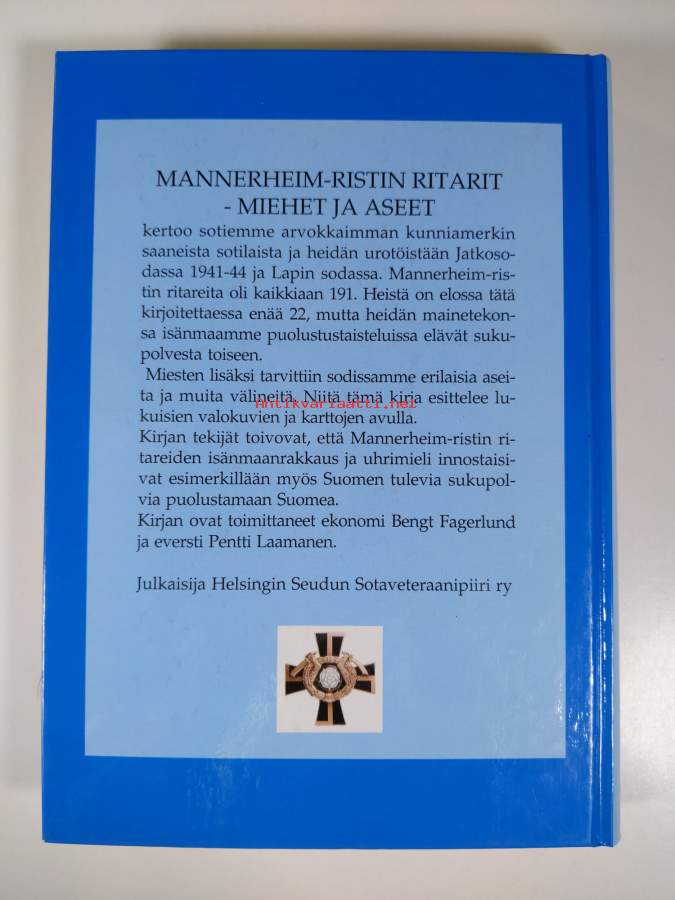 MANNERHEIM-RISTIN RITARIT
- MIEHET JA ASEET
kertoo sotiemme arvokkaimman kunniamerkin
saaneista sotilaista ja heidän urotöistään Jatkoso-
dassa 1941-44 ja Lapin sodassa. Mannerheim-ris-
tin ritareita oli kaikkiaan 191. Heistä on elossa tätä
kirjoitettaessa enää 22, mutta heidän mainetekon-
sa isänmaamme puolustustaisteluissa elävät suku-
polvesta toiseen.
Miesten lisäksi tarvittiin sodissamme erilaisia asei-
ta ja muita välineitä. Niitä tämä kirja esittelee lu-
antikvariaatti.net
kuisien valokuvien ja karttojen avulla.
Kirjan tekijät toivovat, että Mannerheim-ristin ri-
tareiden isänmaanrakkaus ja uhrimieli innostaisi-
vat esimerkillään myös Suomen tulevia sukupol-
via puolustamaan Suomea.
Kirjan ovat toimittaneet ekonomi Bengt Fagerlund
ja eversti Pentti Laamanen.
Julkaisija Helsingin Seudun Sotaveteraanipiiri ry